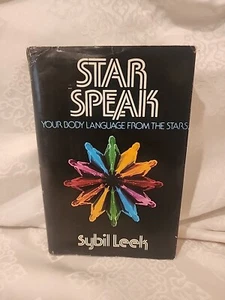 STAR
SPEAK
YOUR BODY LANGUAGE FROM THE STARS
Sybil Leek